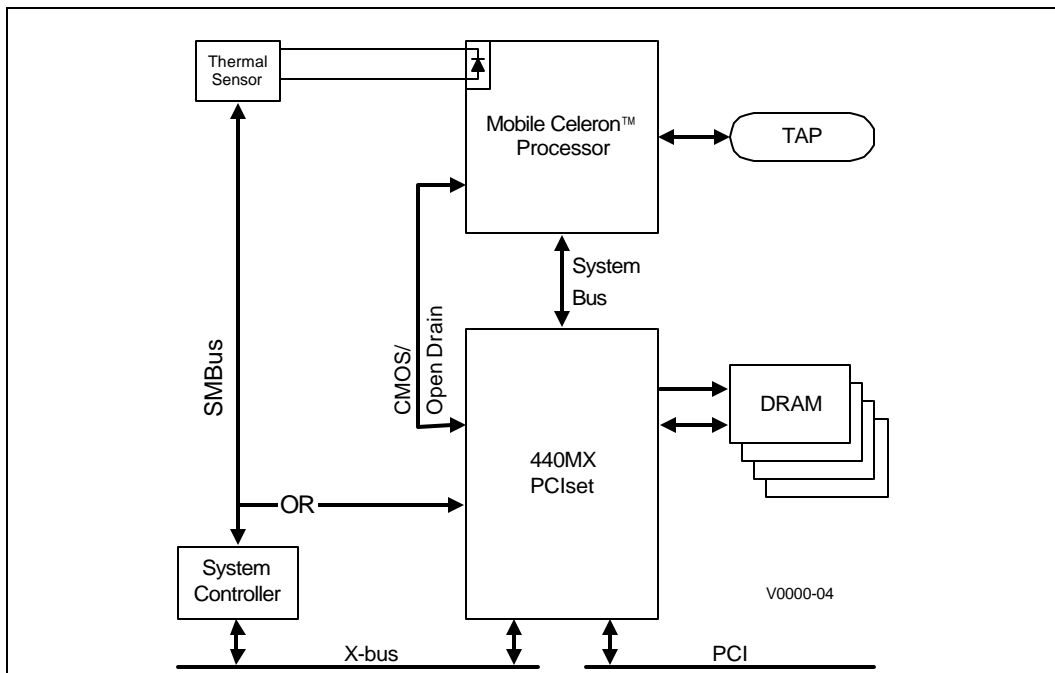 Thermal
Sensor
Mobile Celeron™
Processor
TAP
System
Bus
SMBus
CMOS/
Open Drain
DRAM
440MX
PCIset
OR
System
Controller
V0000-04
X-bus
PCI